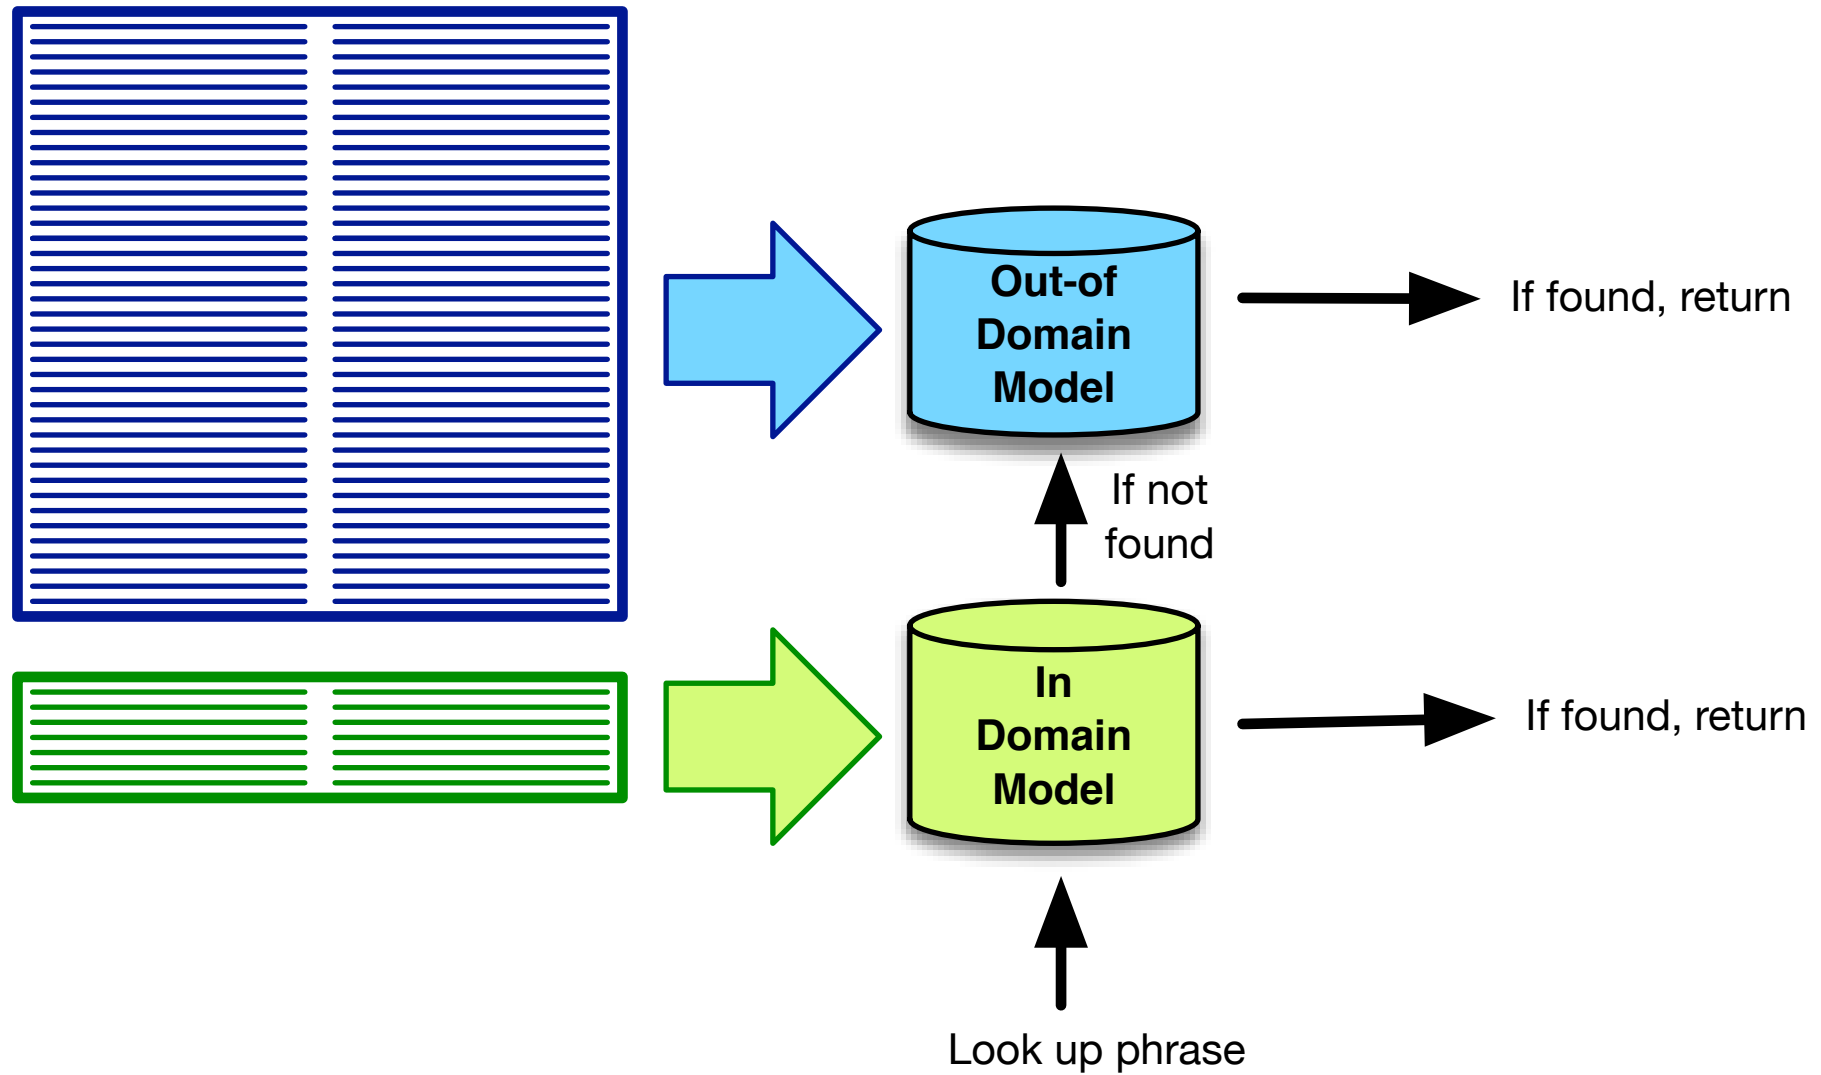 Out-of
Domain
Model
If found, return
If not
found
In
Domain
Model
If found, return
Look up phrase